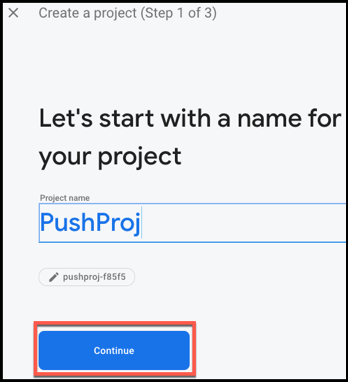 Create a project (Step 1 of 3)
Let's start with a name for
your project
Project name
PushProj
pushproj-f85f5
Continue